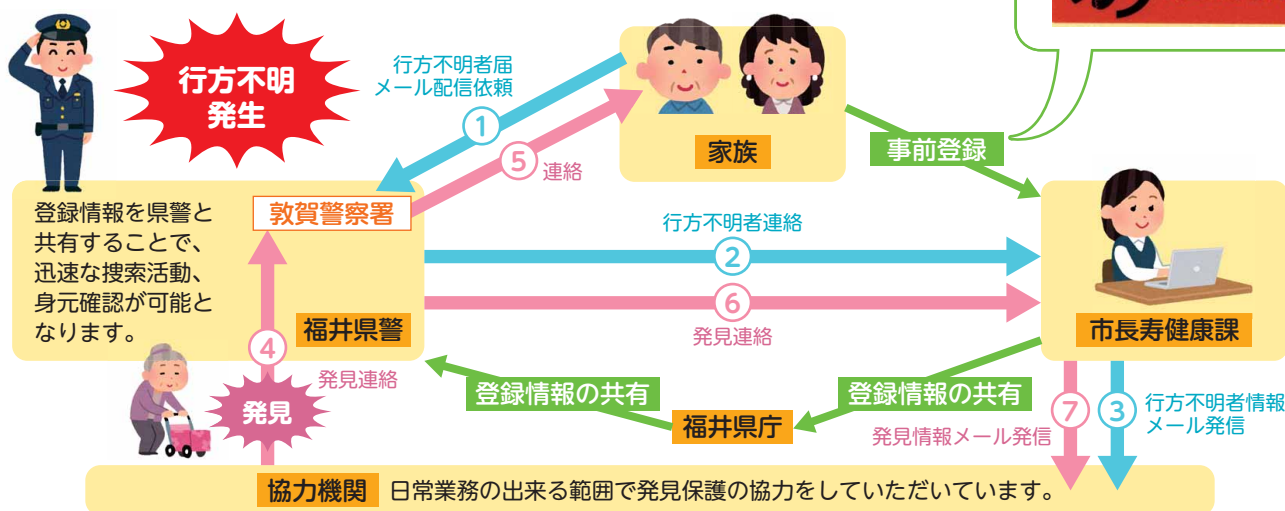 行方不明
発生
行方不明者届
メール配信依頼
①
⑤
連絡
家族
事前登録
登録情報を県警と
共有することで、
迅速な捜索活動、
身元確認が可能と
なります。
敦賀警察署
福井県警
行方不明者連絡
②
⑥
発見連絡
市長寿健康課
④
発見連絡
発見
登録情報の共有
福井県庁
登録情報の共有
⑦
発見情報メール発信
③
行方不明者情報
メール発信
協力機関 日常業務の出来る範囲で発見保護の協力をしていただいています。